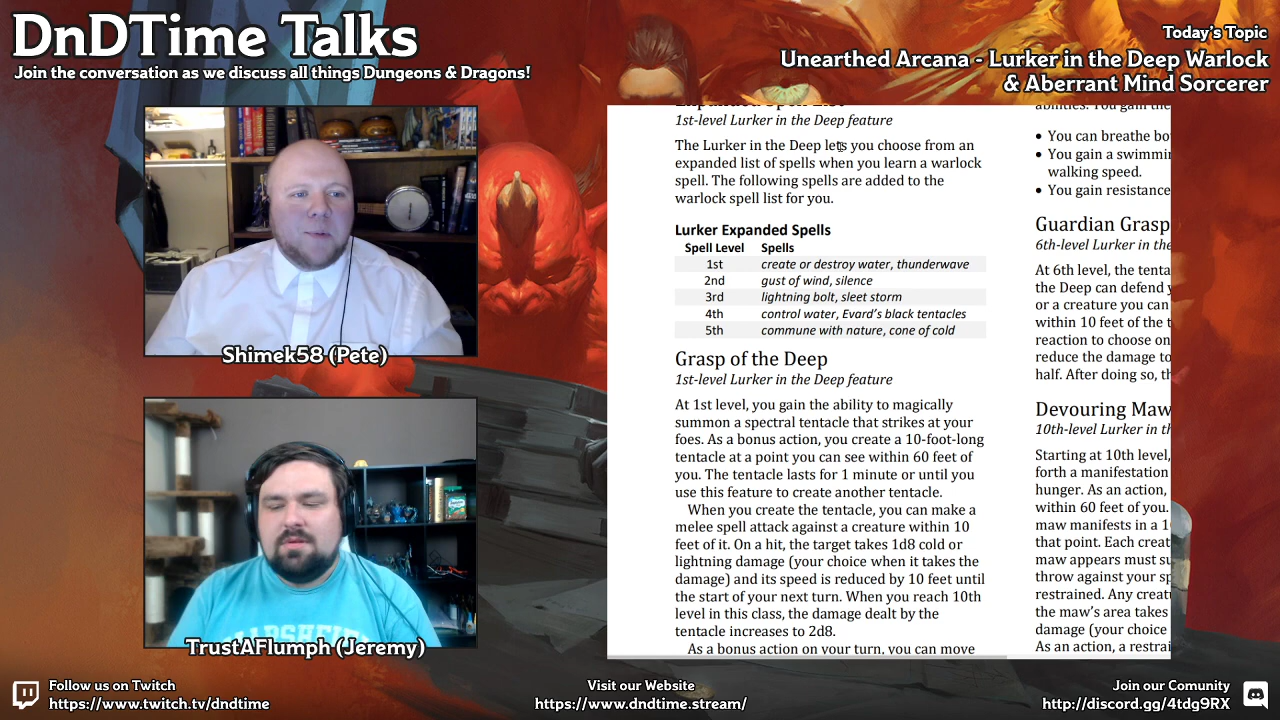 DnDTime Talks
Join the conversation as we discuss all things Dungeons & Dragons!
Today's Topic
Unearthed Arcana - Lurker in the Deep Warlock
& Aberrant Mind Sorcerer
Shimek58 (Pete)
TrustAFlumph (Jeremy)
1st-level Lurker in the Deep feature
The Lurker in the Deep lets you choose from an
expanded list of spells when you learn a warlock
spell. The following spells are added to the
warlock spell list for you.
Lurker Expanded Spells
Spell Level Spells
1st create or destroy water, thunderwave
2nd gust of wind, silence
3rd lightning bolt, sleet storm
4th control water, Evard's black tentacles
5th commune with nature, cone of cold
Grasp of the Deep
1st-level Lurker in the Deep feature
At 1st level, you gain the ability to magically
summon a spectral tentacle that strikes at your
foes. As a bonus action, you create a 10-foot-long
tentacle at a point you can see within 60 feet of
you. The tentacle lasts for 1 minute or until you
use this feature to create another tentacle.
When you create the tentacle, you can make a
melee spell attack against a creature within 10
feet of it. On a hit, the target takes 1d8 cold or
lightning damage (your choice when it takes the
damage) and its speed is reduced by 10 feet until
the start of your next turn. When you reach 10th
level in this class, the damage dealt by the
tentacle increases to 2d8.
As a bonus action on your turn, you can move
abilities. You gain the
• You can breathe bo
• You gain a swimmin
walking speed.
• You gain resistance
Guardian Grasp
6th-level Lurker in the
At 6th level, the tenta
the Deep can defend y
or a creature you can
within 10 feet of the t
reaction to choose on
reduce the damage to
half. After doing so, th
Devouring Maw
10th-level Lurker in th
Starting at 10th level,
forth a manifestation
hunger. As an action,
within 60 feet of you.
maw manifests in a 1
that point. Each creat
maw appears must su
throw against your sp
restrained. Any creatu
the maw's area takes
damage (your choice
As an action, a restrai
Follow us on Twitch
https://www.twitch.tv/dndtime
Visit our Website
https://www.dndtime.stream/
Join our Comunity
http://discord.gg/4tdg9RX